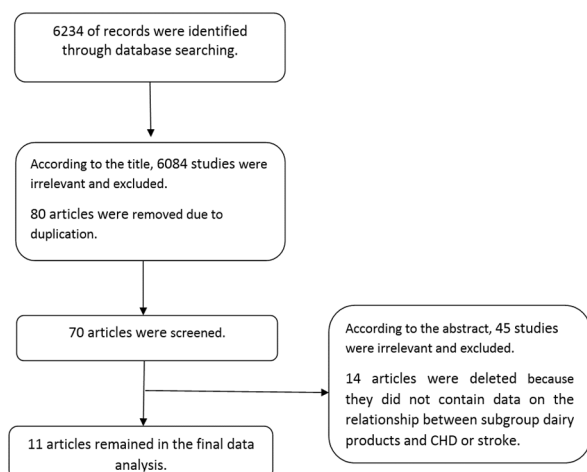 6234 of records were identified
through database searching.
According to the title, 6084 studies were
irrelevant and excluded.
80 articles were removed due to
duplication.
70 articles were screened.
According to the abstract, 45 studies
were irrelevant and excluded.
14 articles were deleted because
they did not contain data on the
relationship between subgroup dairy
products and CHD or stroke.
11 articles remained in the final data
analysis.